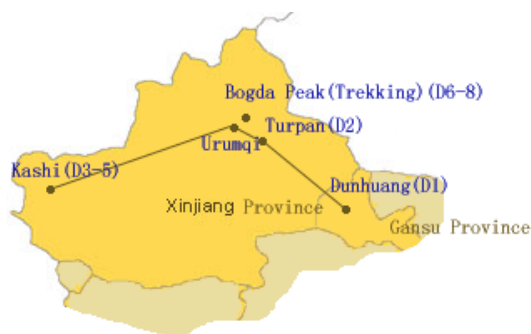 Bogda Peak(Trekking)(D6-8)
Turpan(D2)
Urumqi
Kashi(D3-5)
Dunhuang(D1)
Xinjiang Province
Gansu Province